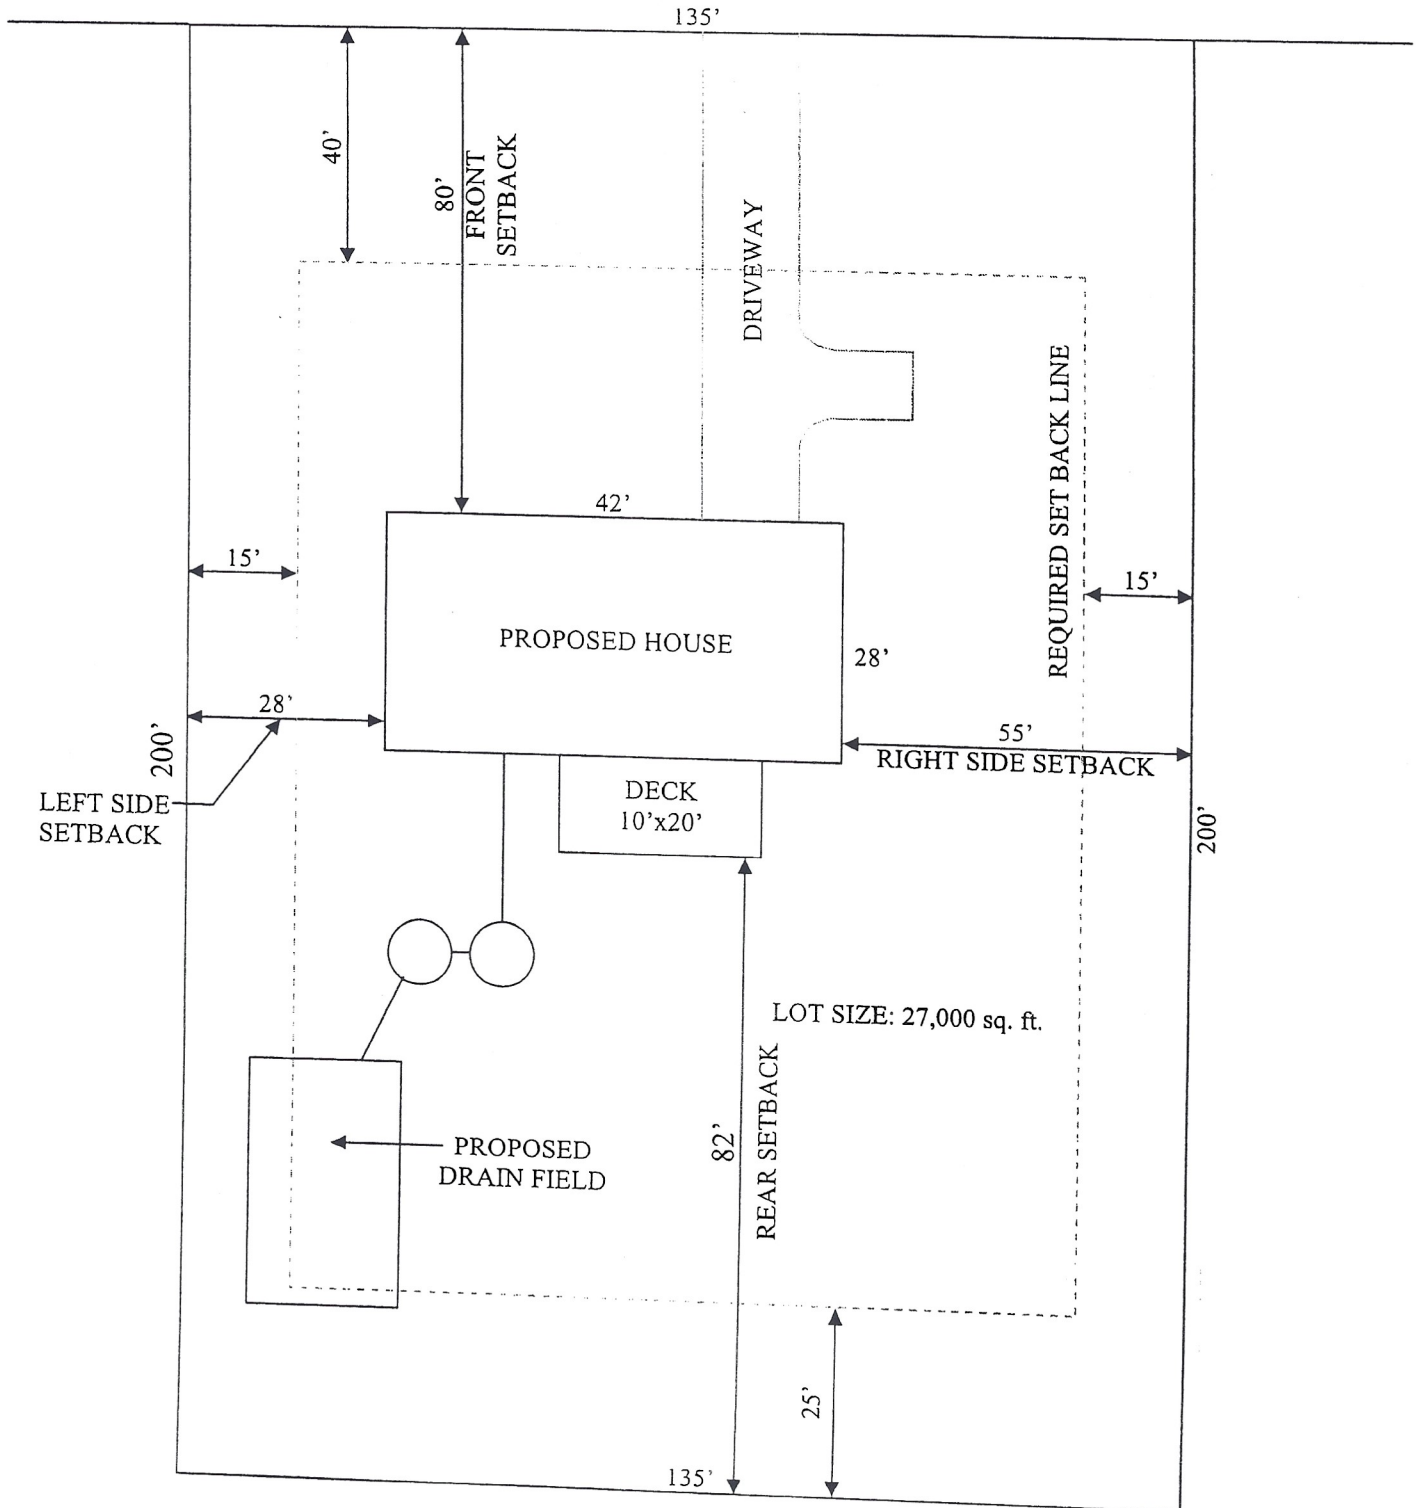 135'
40'
80'
FRONT
SETBACK
DRIVEWAY
REQUIRED SET BACK LINE
42'
15'
15'
PROPOSED HOUSE
28'
28'
200'
55'
RIGHT SIDE SETBACK
LEFT SIDE
SETBACK
DECK
10'x20'
200'
LOT SIZE: 27,000 sq. ft.
82'
REAR SETBACK
PROPOSED
DRAIN FIELD
25'
135'